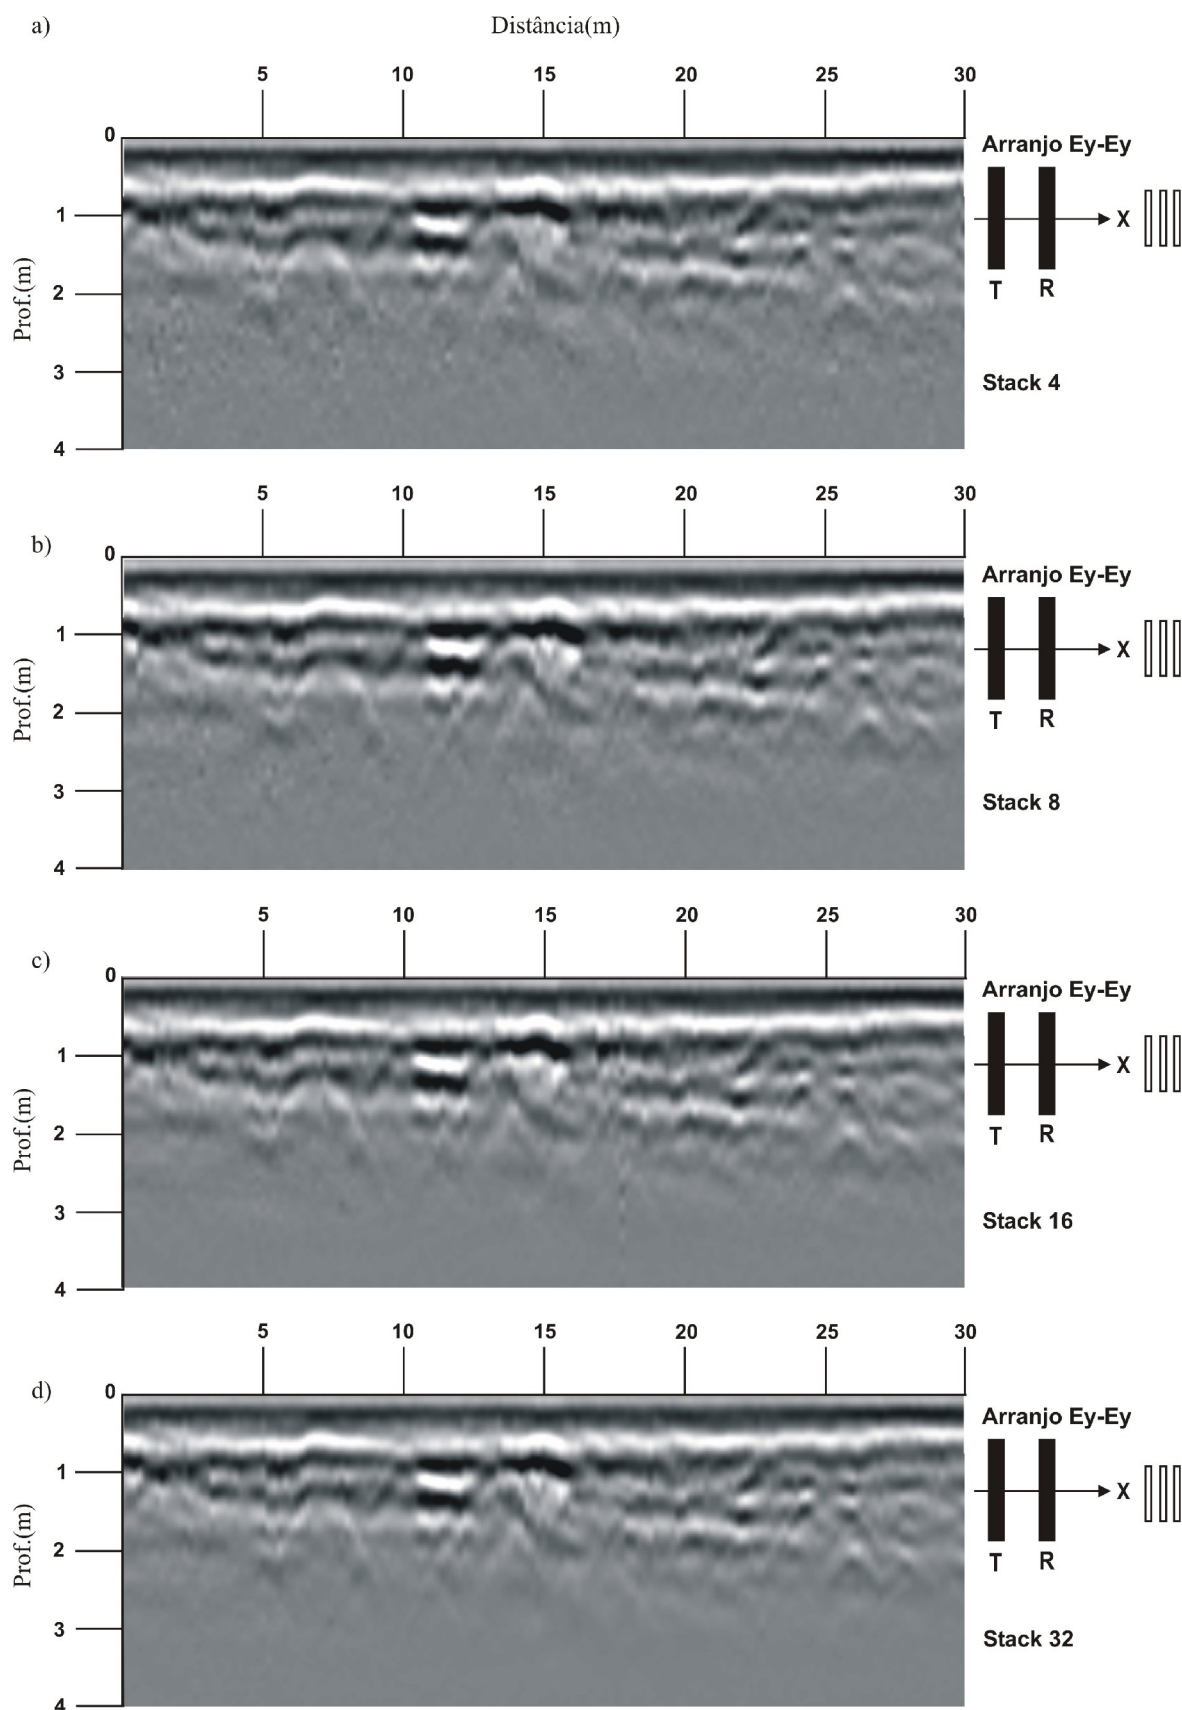 a)
Distância(m)
5 10 15 20 25 30
0
1
2
3
4
Prof.(m)
Arranjo Ey-Ey
X
T R
Stack 4
5 10 15 20 25 30
b)
0
1
2
3
4
Prof.(m)
Arranjo Ey-Ey
X
T R
Stack 8
5 10 15 20 25 30
c)
0
1
2
3
4
Prof.(m)
Arranjo Ey-Ey
X
T R
Stack 16
5 10 15 20 25 30
d)
0
1
2
3
4
Prof.(m)
Arranjo Ey-Ey
X
T R
Stack 32